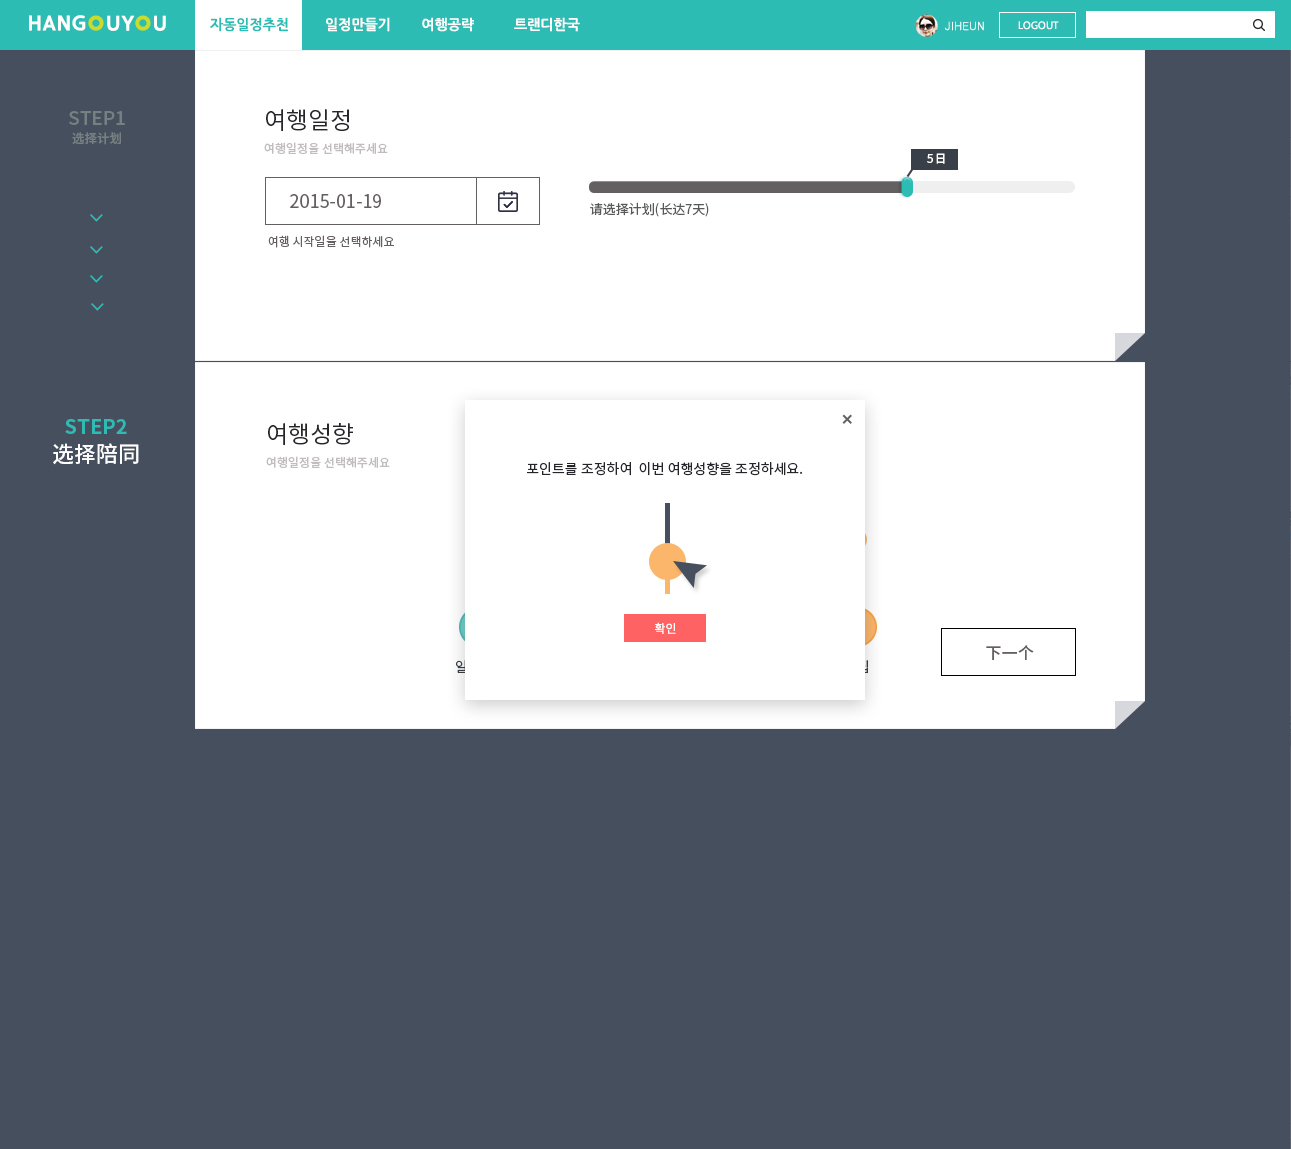 HANGOUYOU
자동일정추천
일정만들기
여행공략
트랜디한국
JIHEUN
LOGOUT
STEP1
选择计划
여행일정
여행일정을 선택해주세요
2015-01-19
여행 시작일을 선택하세요
5日
请选择计划(长达7天)
STEP2
选择陪同
여행성향
여행일정을 선택해주세요
포인트를 조정하여 이번 여행성향을 조정하세요.
확인
일
下一个